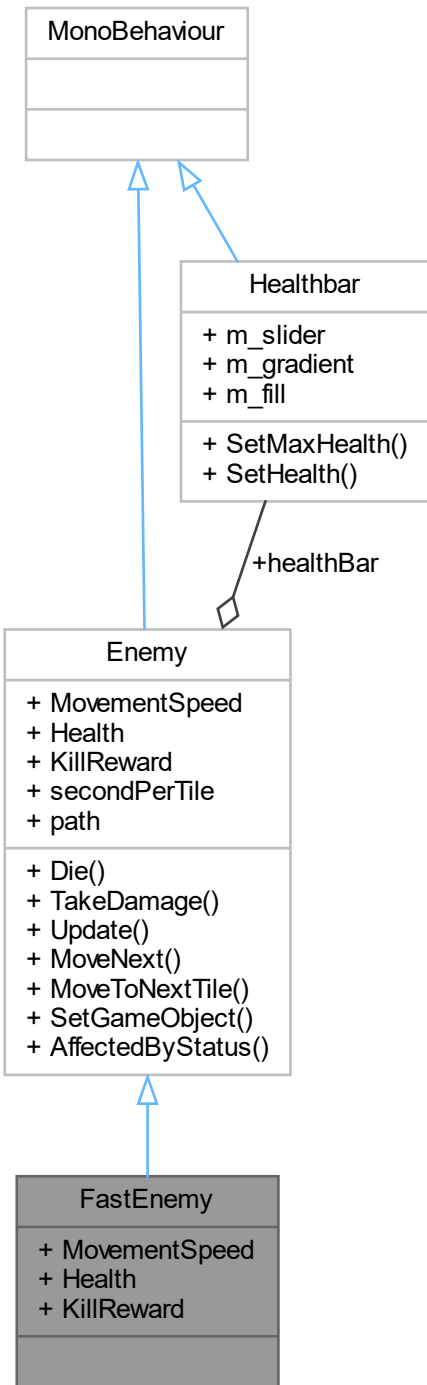 MonoBehaviour
Healthbar
+ m_slider
+ m_gradient
+ m_fill
+ SetMaxHealth()
+ SetHealth()
+healthBar
Enemy
+ MovementSpeed
+ Health
+ KillReward
+ secondPerTile
+ path
+ Die()
+ TakeDamage()
+ Update()
+ MoveNext()
+ MoveToNextTile()
+ SetGameObject()
+ AffectedByStatus()
FastEnemy
+ MovementSpeed
+ Health
+ KillReward